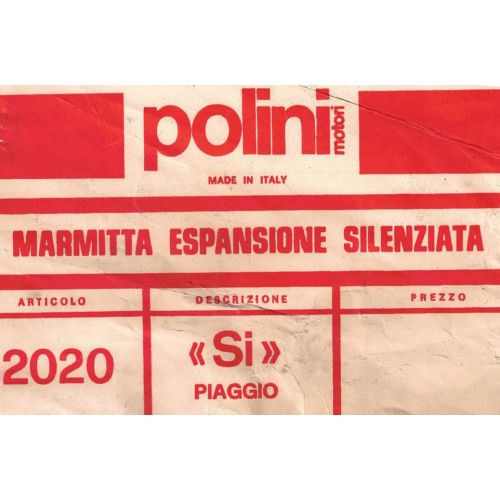 polini motori
MADE IN ITALY
MARMITTA ESPANSIONE SILENZIATA
ARTICOLO DESCRIZIONE PREZZO
2020 «Si»
PIAGGIO